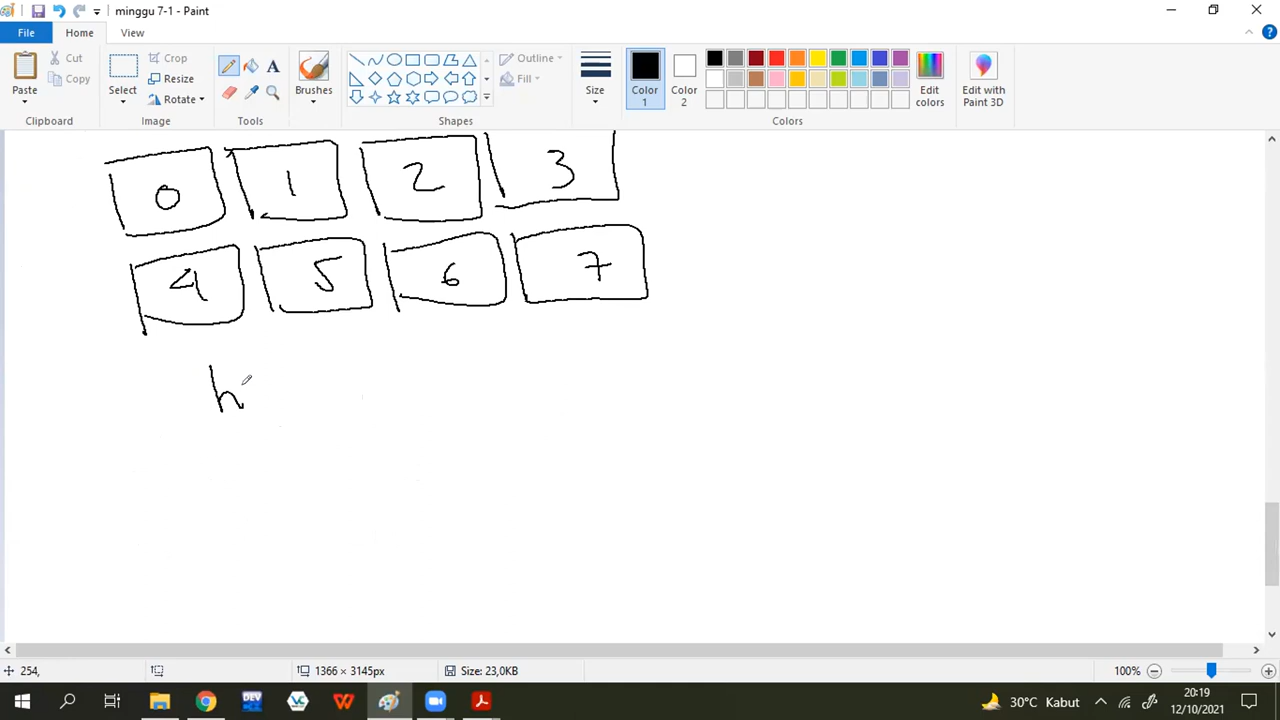 minggu 7-1 - Paint
File Home View
Paste Cut Copy Clipboard
Select Crop Resize Rotate Image
A Tools
Brushes
Outline Fill Shapes
Size
Color 1 Color 2 Edit colors Colors
Edit with Paint 3D
0 1 2 3
4 5 6 7
h
254, 1366 × 3145px Size: 23,0KB 100%
DEV VC W 30°C Kabut 20:19
12/10/2021